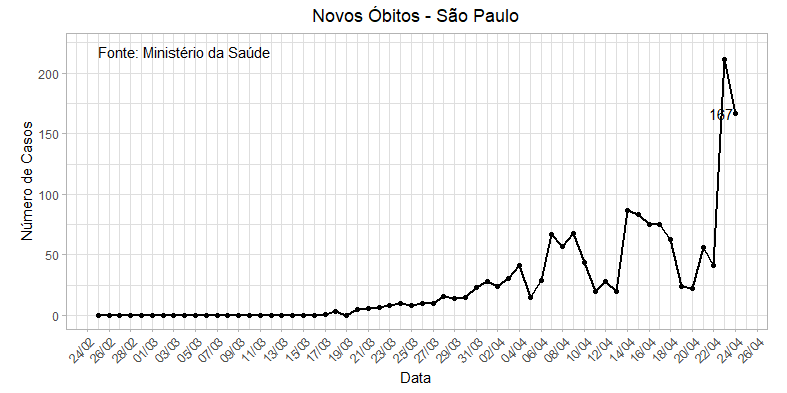 Novos Óbitos - São Paulo
Fonte: Ministério da Saúde
200
150
100
50
0
167
Número de Casos
24/02 26/02 28/02 01/03 03/03 05/03 07/03 09/03 11/03 13/03 15/03 17/03 19/03 21/03 23/03 25/03 27/03 29/03 31/03 02/04 04/04 06/04 08/04 10/04 12/04 14/04 16/04 18/04 20/04 22/04 24/04 26/04
Data